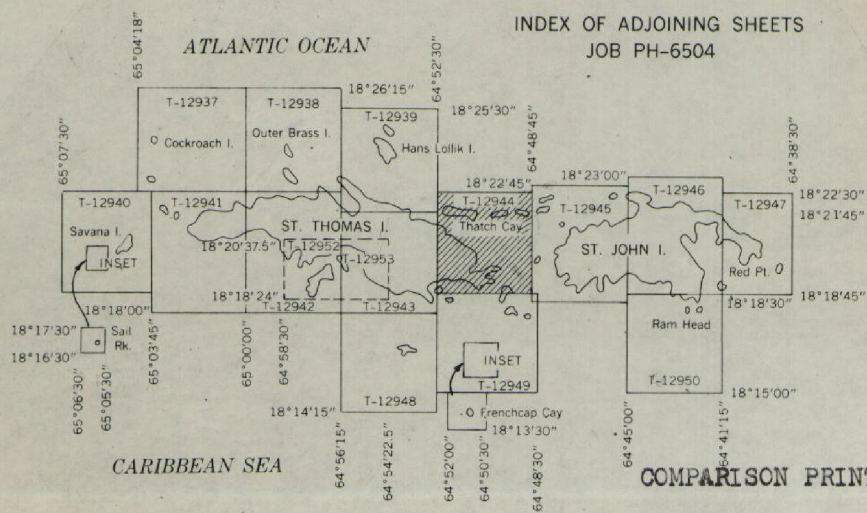 INDEX OF ADJOINING SHEETS
JOB PH-6504
ATLANTIC OCEAN
65°04'18"
64°52'30"
18°26'15"
18°25'30"
T-12937
T-12938
T-12939
Cockroach I.
Outer Brass I.
Hans Lollik I.
65°07'30"
64°48'45"
64°38'30"
18°23'00"
18°22'45"
18°22'30"
18°21'45"
T-12940
T-12941
T-12944
T-12945
T-12946
T-12947
Savana I.
INSET
ST. THOMAS I.
Thatch Cay
ST. JOHN I.
Red Pt.
18°20'37.5"
T-12952
T-12953
18°18'24"
18°18'00"
T-12942
T-12943
18°18'45"
18°18'30"
Ram Head
18°17'30"
Sail
Rk.
18°16'30"
65°06'30"
65°05'30"
65°03'45"
65°00'00"
64°58'30"
INSET
T-12948
T-12949
T-12950
18°14'15"
18°15'00"
Frenchcap Cay
18°13'30"
64°56'15"
64°54'22.5"
64°52'00"
64°50'30"
64°48'30"
64°45'00"
64°41'15"
CARIBBEAN SEA
COMPARISON PRINT